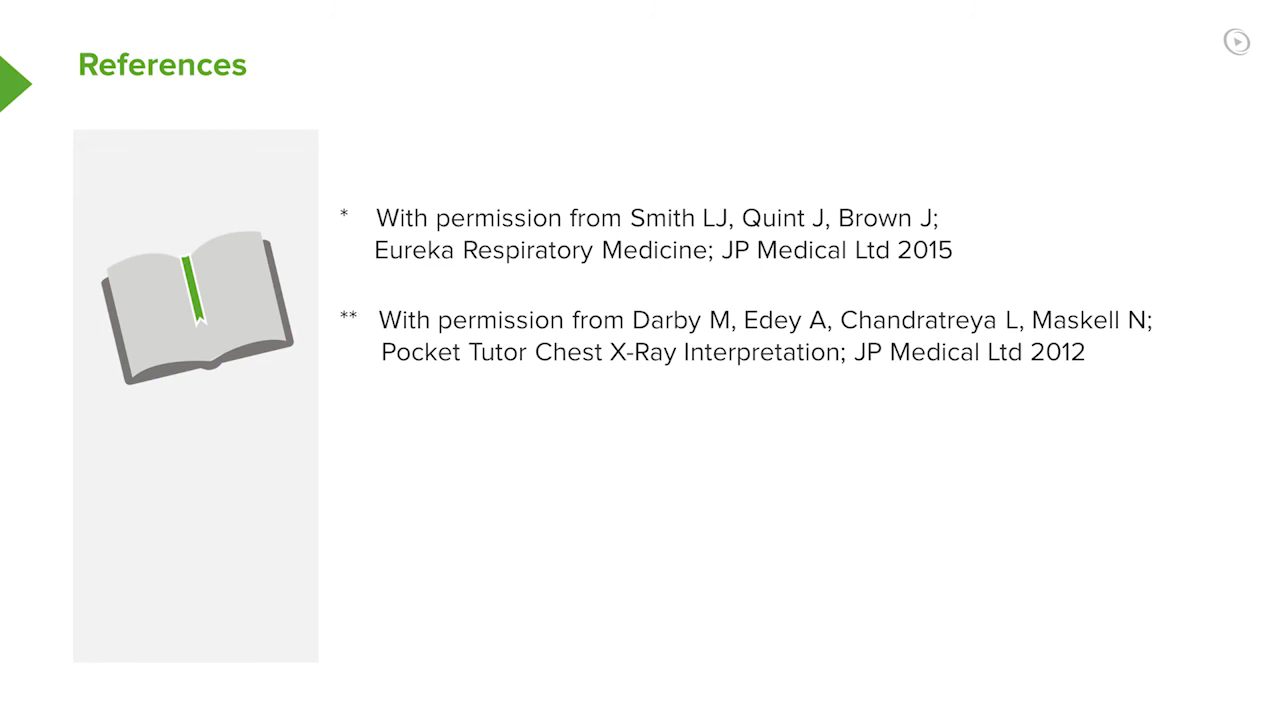 References
* With permission from Smith LJ, Quint J, Brown J;
Eureka Respiratory Medicine; JP Medical Ltd 2015
** With permission from Darby M, Edey A, Chandratreya L, Maskell N;
Pocket Tutor Chest X-Ray Interpretation; JP Medical Ltd 2012